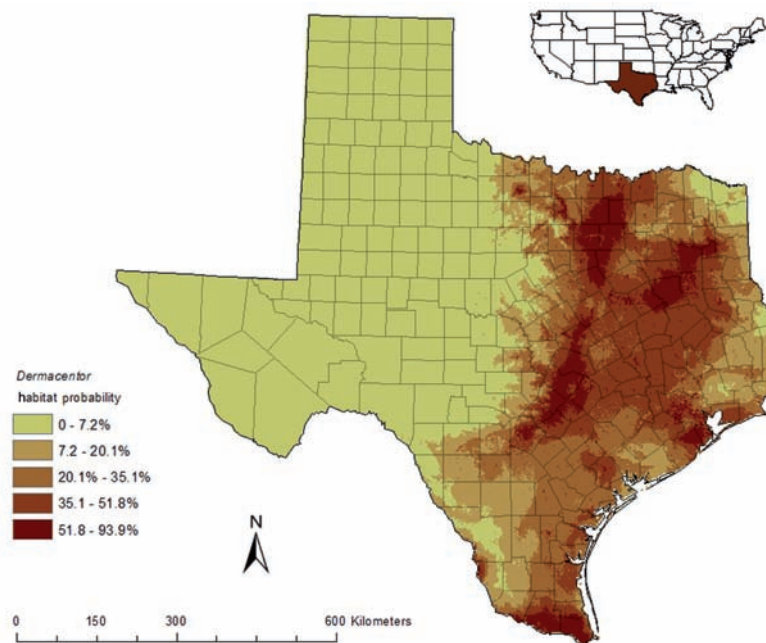 Dermacentor
habitat probability
0 - 7.2%
7.2 - 20.1%
20.1% - 35.1%
35.1 - 51.8%
51.8 - 93.9%
N
0 150 300 600 Kilometers